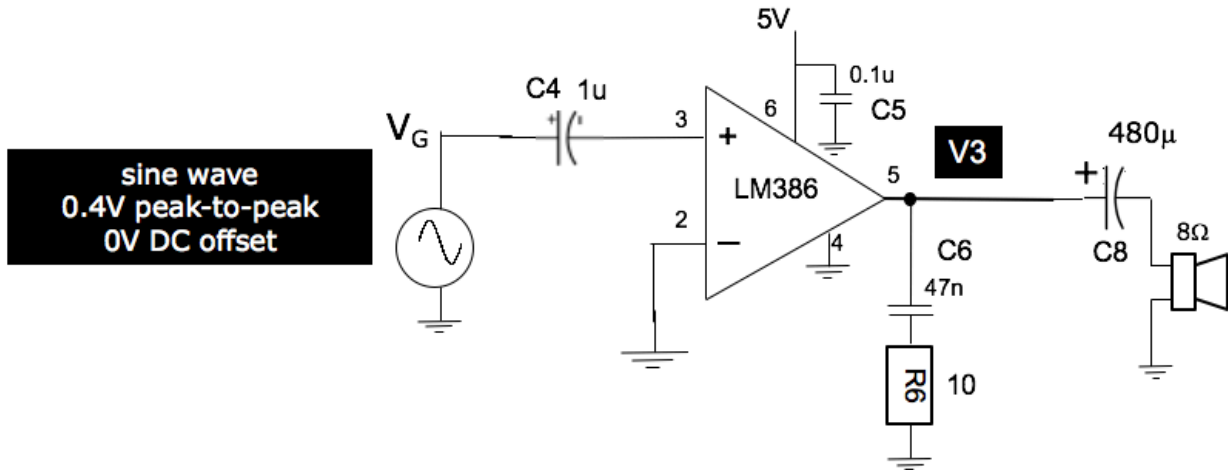 5V
0.1u
C5
C4 1u
6
V_G
3
+
LM386
2
−
4
5
V3
480μ
+
C8
8Ω
sine wave
0.4V peak-to-peak
0V DC offset
C6
47n
R6
10